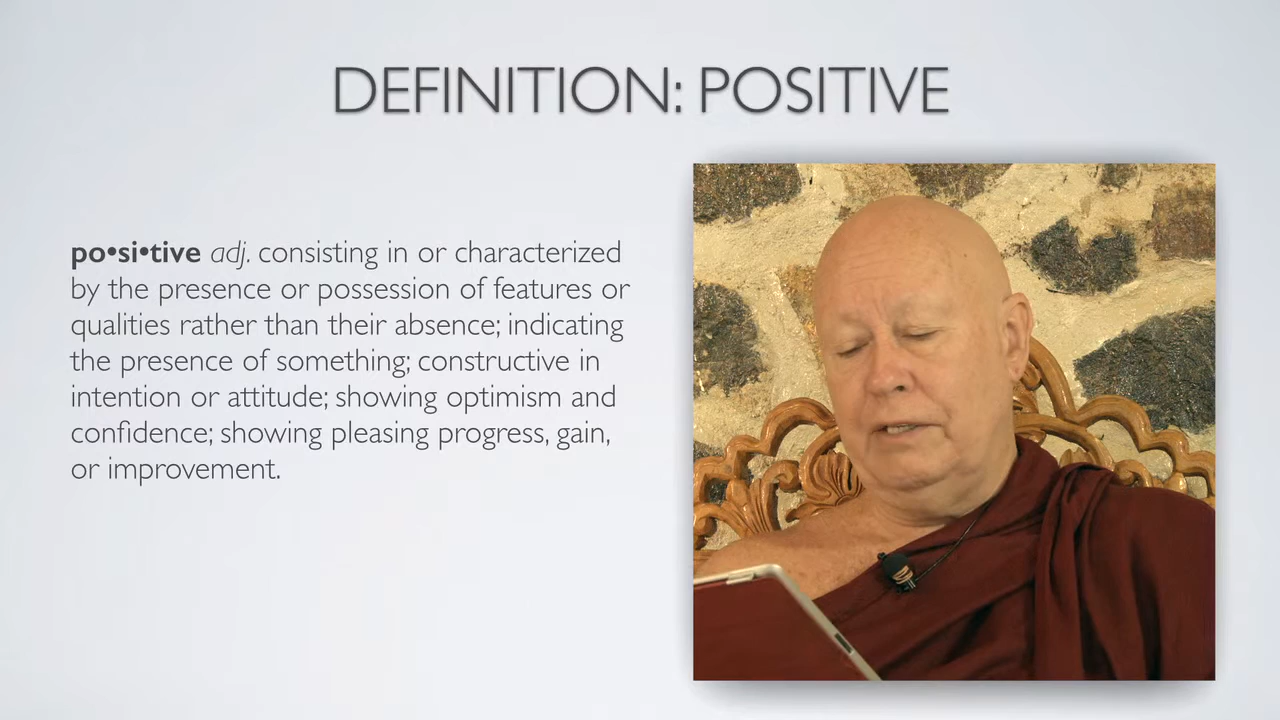 DEFINITION: POSITIVE
po•si•tive adj. consisting in or characterized
by the presence or possession of features or
qualities rather than their absence; indicating
the presence of something; constructive in
intention or attitude; showing optimism and
confidence; showing pleasing progress, gain,
or improvement.